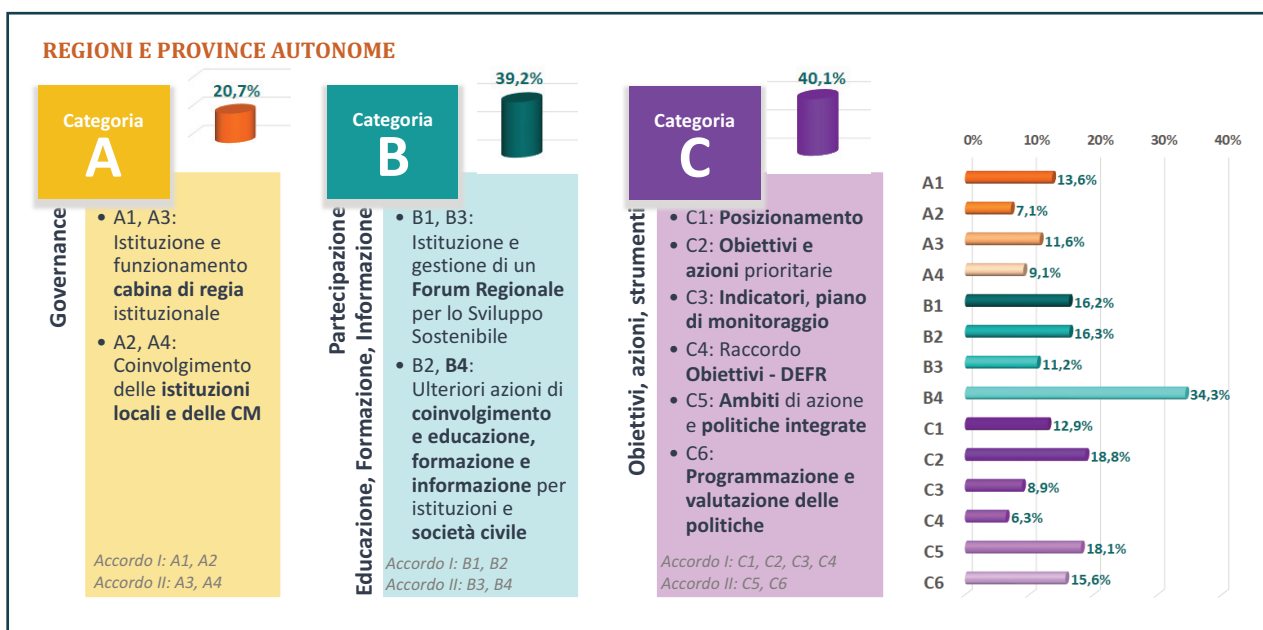 REGIONI E PROVINCE AUTONOME
20,7%
Categoria
A
Governance
• A1, A3:
Istituzione e
funzionamento
cabina di regia
istituzionale
• A2, A4:
Coinvolgimento
delle istituzioni
locali e delle CM
Accordo I: A1, A2
Accordo II: A3, A4
39,2%
Categoria
B
Partecipazione
Educazione, Formazione, Informazione
• B1, B3:
Istituzione e
gestione di un
Forum Regionale
per lo Sviluppo
Sostenibile
• B2, B4:
Ulteriori azioni di
coinvolgimento
e educazione,
formazione e
informazione per
istituzioni e
società civile
Accordo I: B1, B2
Accordo II: B3, B4
40,1%
Categoria
C
Obiettivi, azioni, strumenti
• C1: Posizionamento
• C2: Obiettivi e
azioni prioritarie
• C3: Indicatori, piano
di monitoraggio
• C4: Raccordo
Obiettivi - DEFR
• C5: Ambiti di azione
e politiche integrate
• C6:
Programmazione e
valutazione delle
politiche
Accordo I: C1, C2, C3, C4
Accordo II: C5, C6
0% 10% 20% 30% 40%
A1 13,6%
A2 7,1%
A3 11,6%
A4 9,1%
B1 16,2%
B2 16,3%
B3 11,2%
B4 34,3%
C1 12,9%
C2 18,8%
C3 8,9%
C4 6,3%
C5 18,1%
C6 15,6%